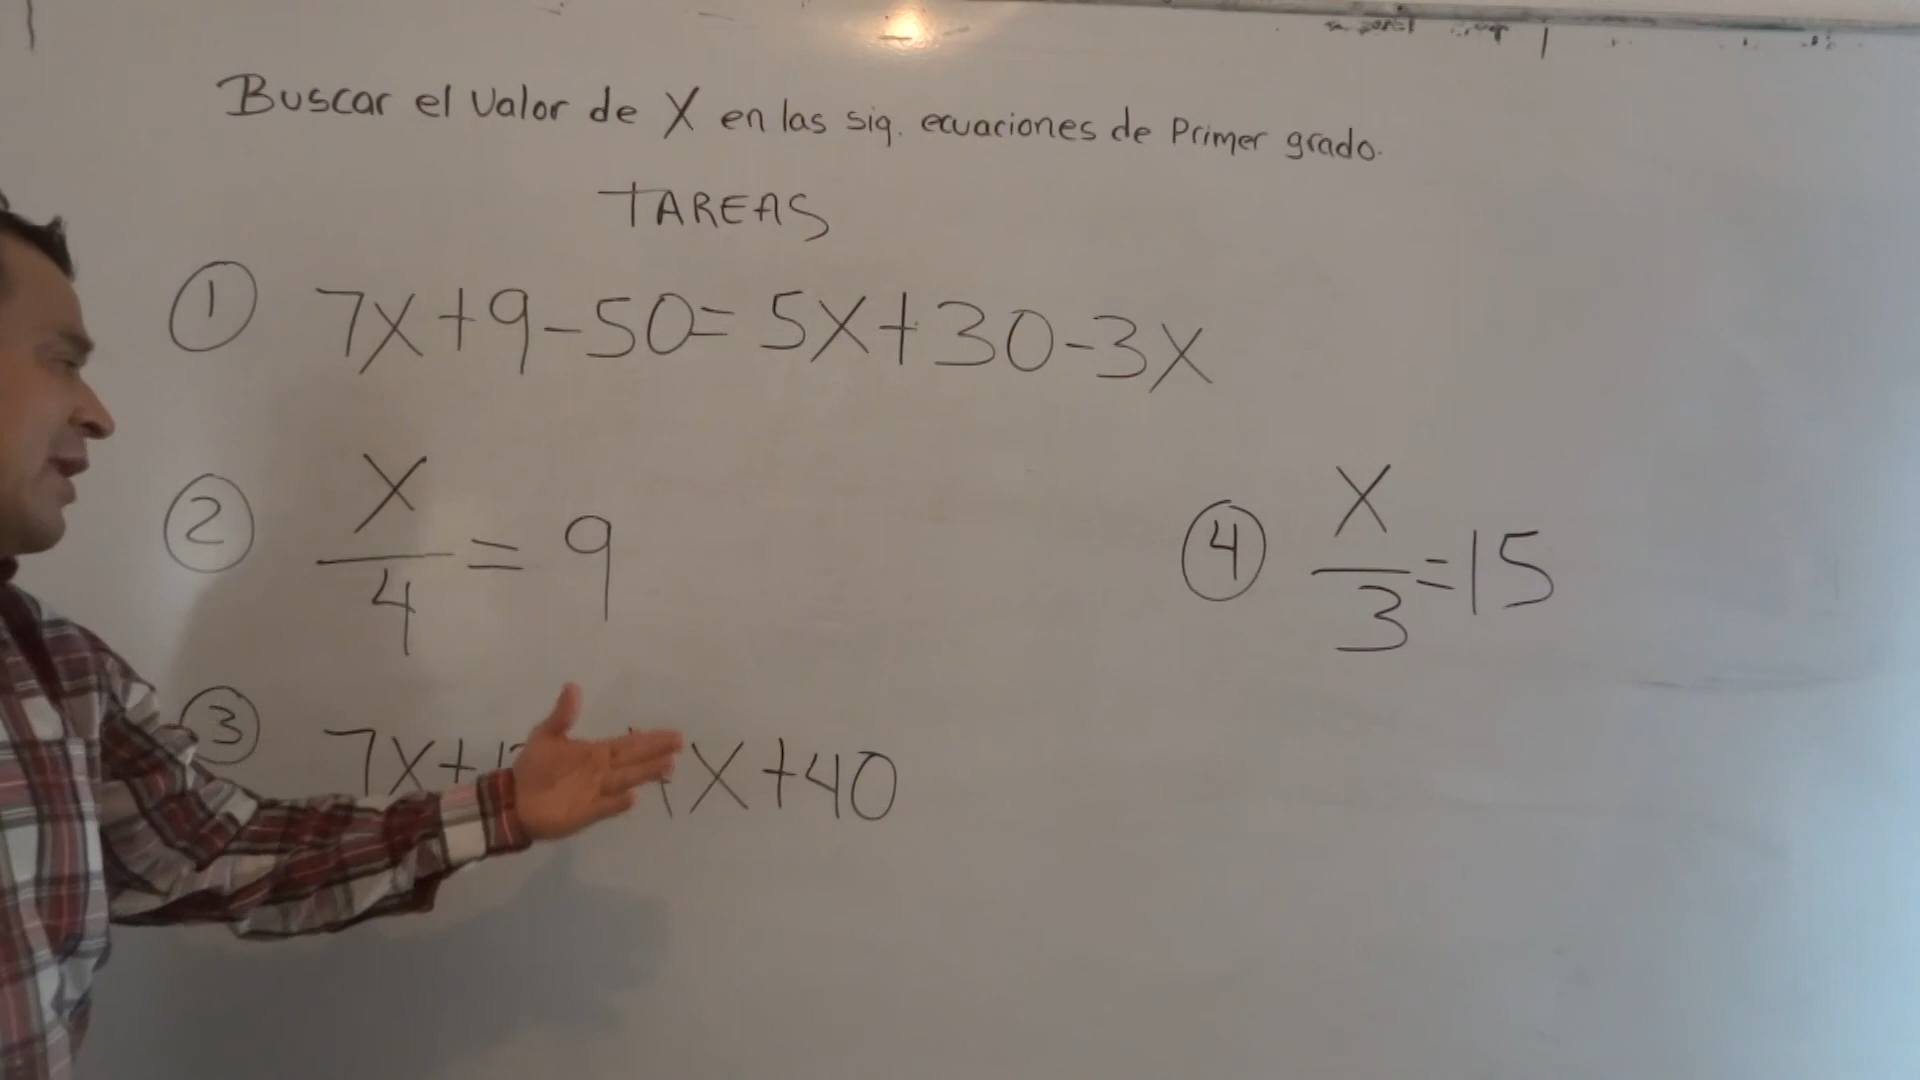 Buscar el valor de X en las sig. ecuaciones de Primer grado.
TAREAS
① 7X+9-50=5X+30-3X
② X/4 = 9
④ X/3 = 15
③ 7X+ X+40